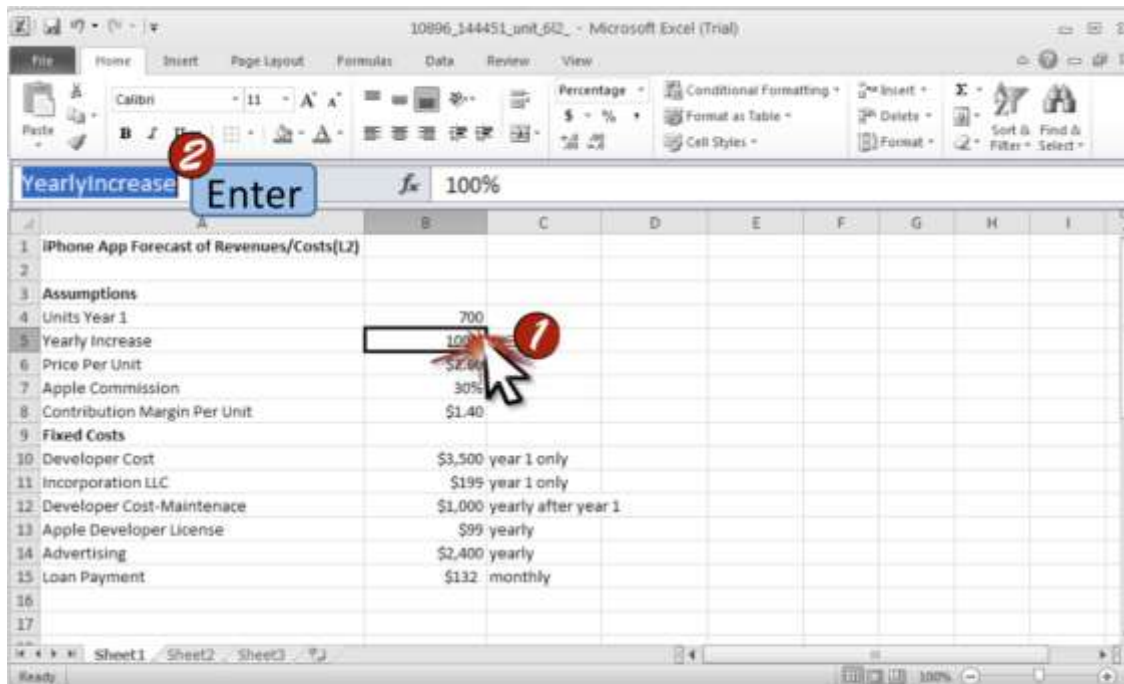 10896_144451_unit_6l2_ - Microsoft Excel (Trial)
File Home Insert Page Layout Formulas Data Review View
Paste
Calibri 11 A A
B I U A
Percentage
$ % ,
Conditional Formatting
Format as Table
Cell Styles
Insert
Delete
Format
Σ
Sort & Filter
Find & Select
YearlyIncrease 2 Enter fx 100%
A B C D E F G H I
1 iPhone App Forecast of Revenues/Costs(L2)
2
3 Assumptions
4 Units Year 1 700
5 Yearly Increase 1
6 Price Per Unit
7 Apple Commission 30%
8 Contribution Margin Per Unit $1.40
9 Fixed Costs
10 Developer Cost $3,500 year 1 only
11 Incorporation LLC $199 year 1 only
12 Developer Cost-Maintenace $1,000 yearly after year 1
13 Apple Developer License $99 yearly
14 Advertising $2,400 yearly
15 Loan Payment $132 monthly
16
17
Sheet1 Sheet2 Sheet3
Ready 100%